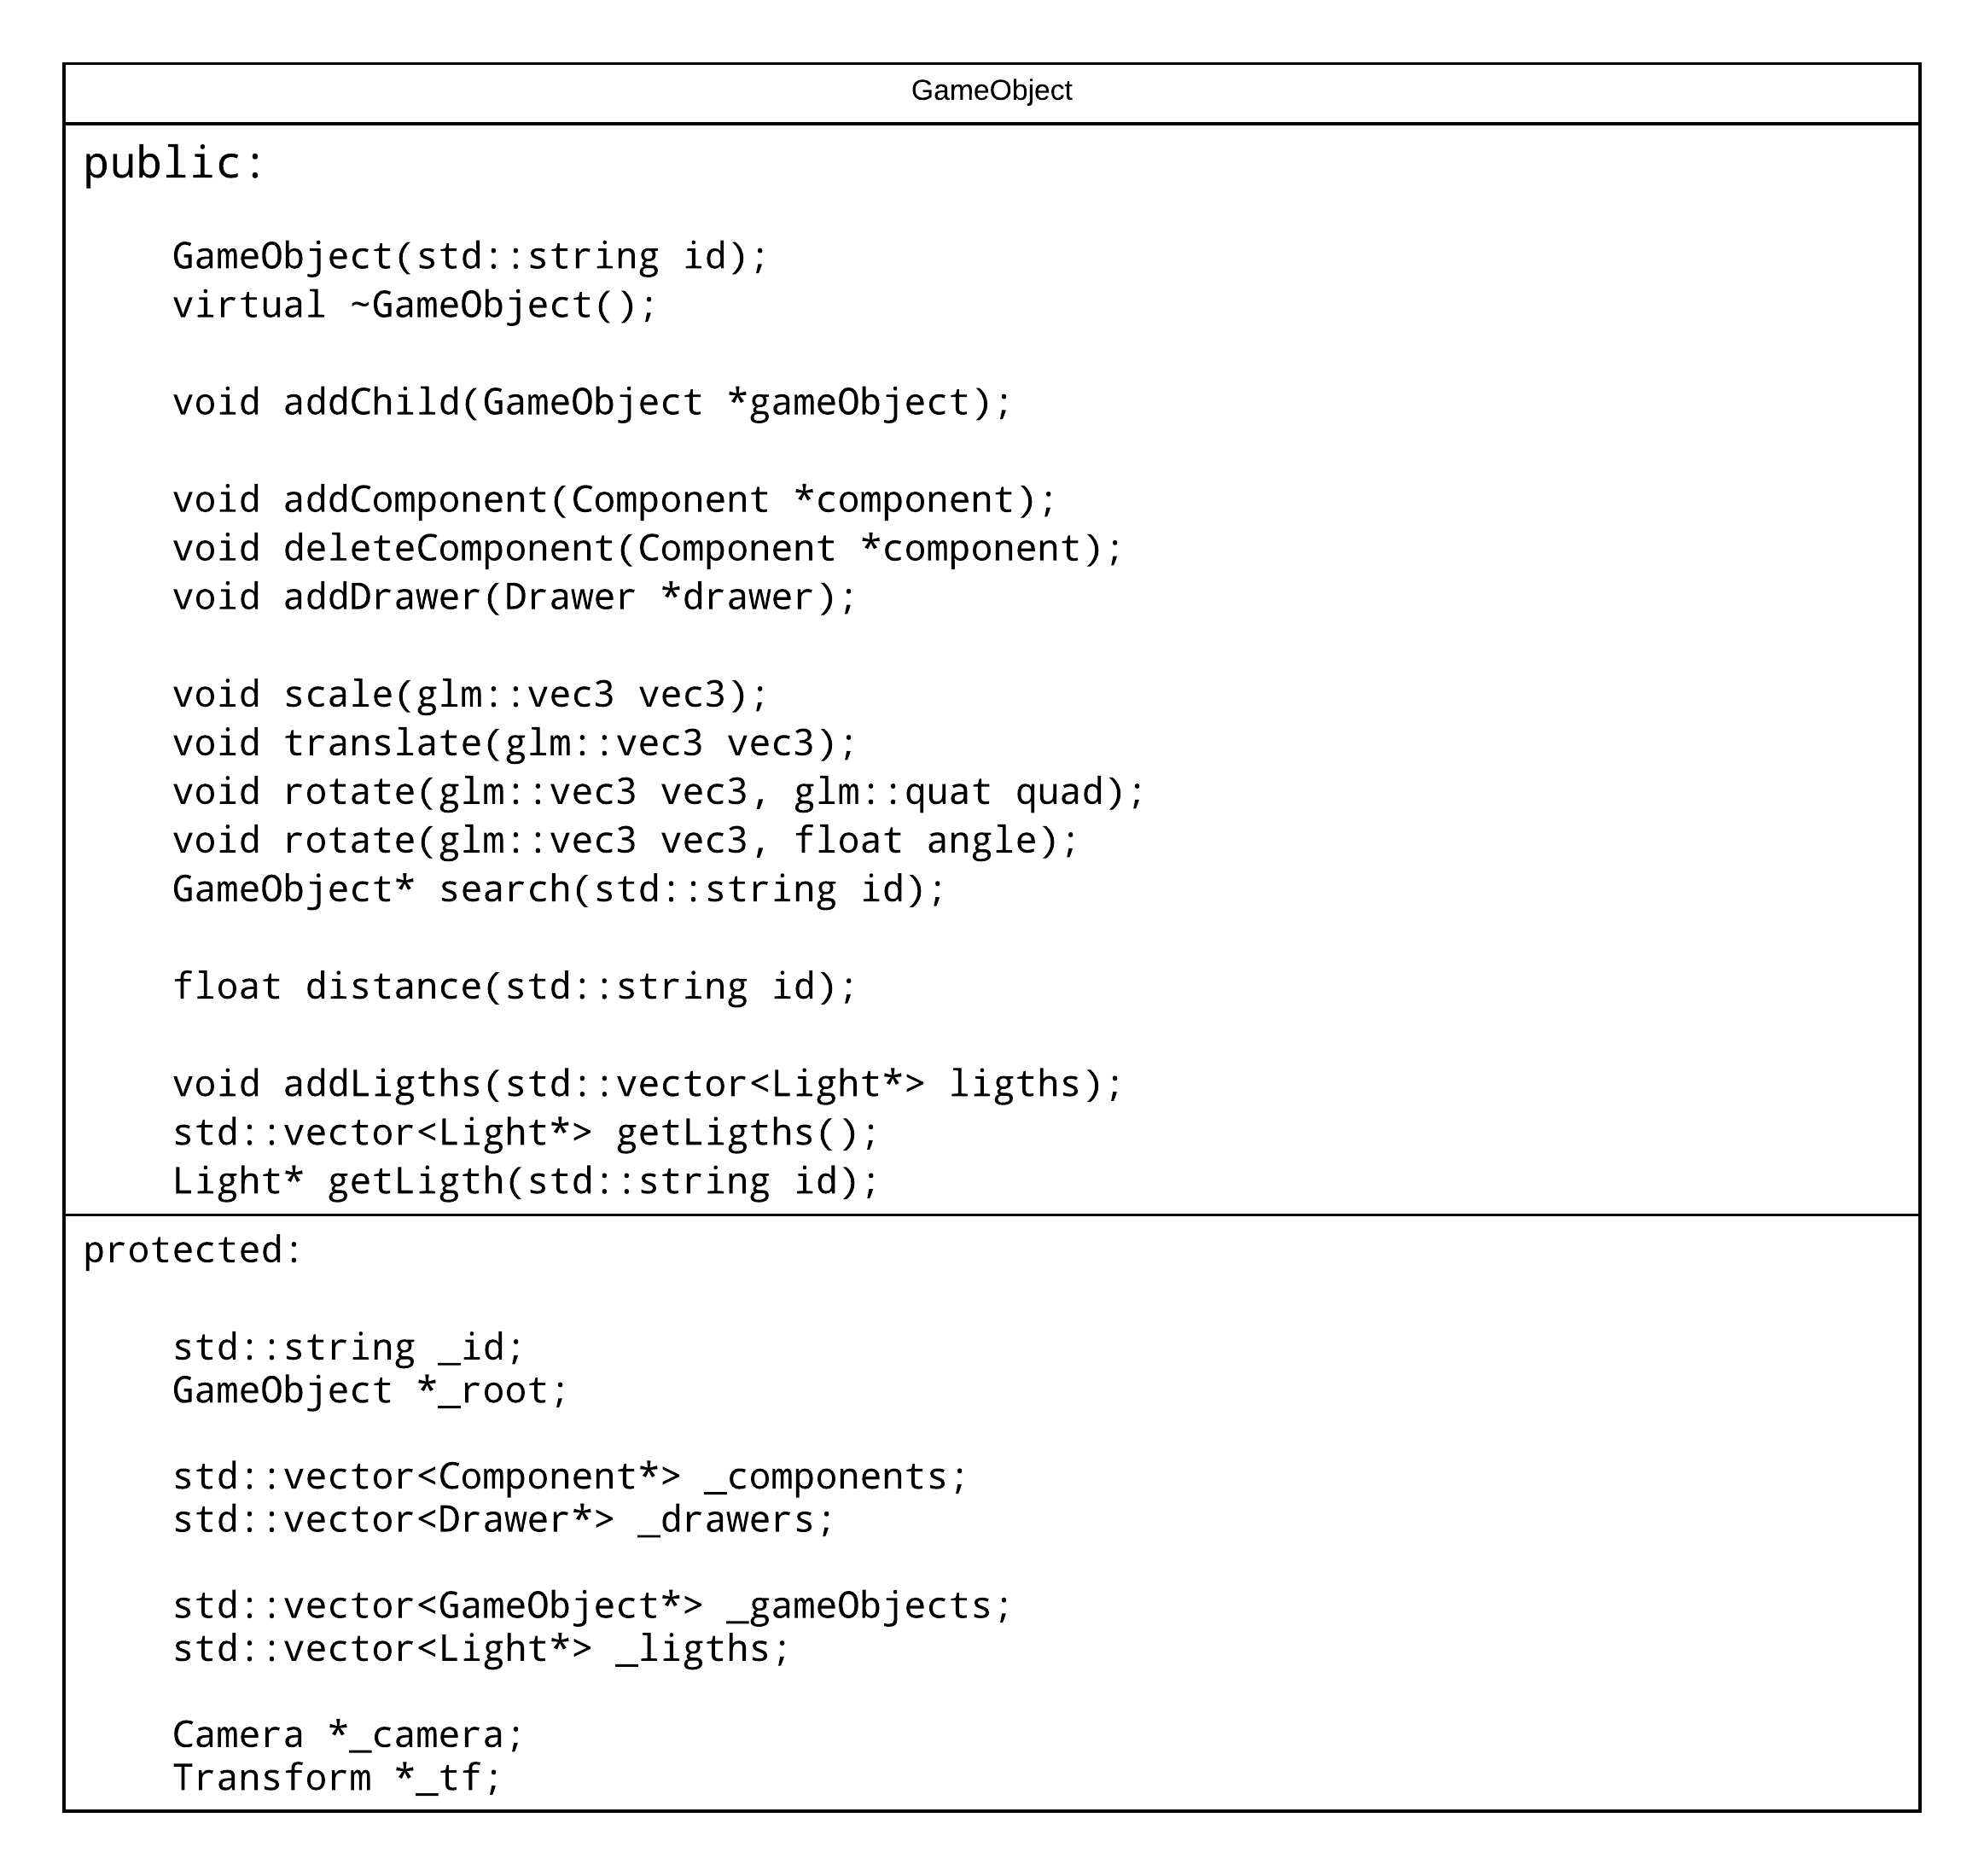 GameObject
public:
GameObject(std::string id);
virtual ~GameObject();
void addChild(GameObject *gameObject);
void addComponent(Component *component);
void deleteComponent(Component *component);
void addDrawer(Drawer *drawer);
void scale(glm::vec3 vec3);
void translate(glm::vec3 vec3);
void rotate(glm::vec3 vec3, glm::quat quad);
void rotate(glm::vec3 vec3, float angle);
GameObject* search(std::string id);
float distance(std::string id);
void addLigths(std::vector<Light*> ligths);
std::vector<Light*> getLigths();
Light* getLigth(std::string id);
protected:
std::string _id;
GameObject *_root;
std::vector<Component*> _components;
std::vector<Drawer*> _drawers;
std::vector<GameObject*> _gameObjects;
std::vector<Light*> _ligths;
Camera *_camera;
Transform *_tf;